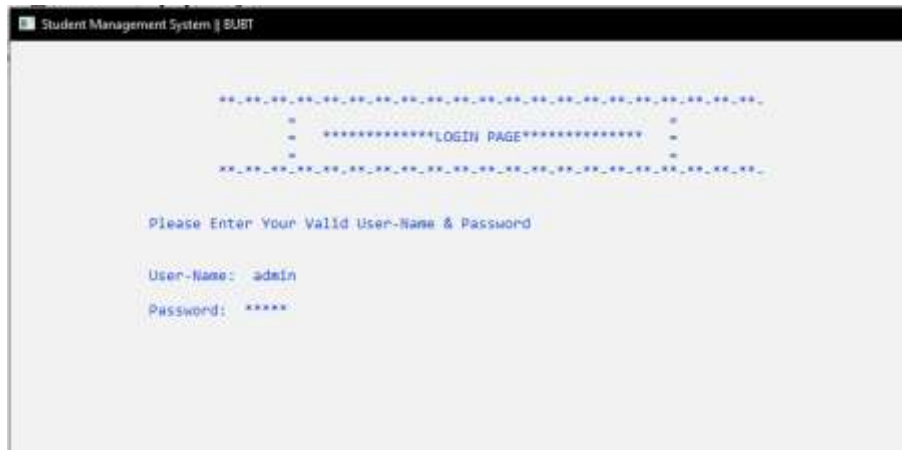 Student Management System || BUBT
**_**_**_**_**_**_**_**_**_**_**_**_**_**_**_**_**_**_**_**_**_
=                                           =
=   *************LOGIN PAGE**************   =
=                                           =
**_**_**_**_**_**_**_**_**_**_**_**_**_**_**_**_**_**_**_**_**_
Please Enter Your Valid User-Name & Password
User-Name:  admin
Password:  *****